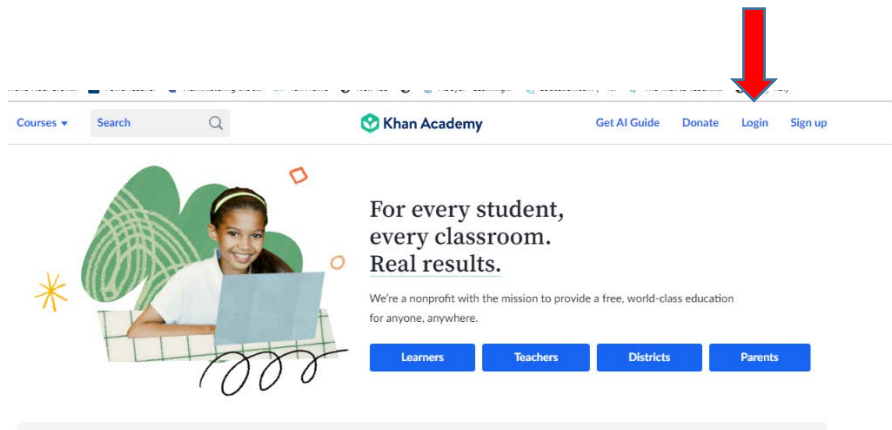 Courses
Search
Khan Academy
Get AI Guide
Donate
Login
Sign up
For every student,
every classroom.
Real results.
We're a nonprofit with the mission to provide a free, world-class education
for anyone, anywhere.
Learners
Teachers
Districts
Parents